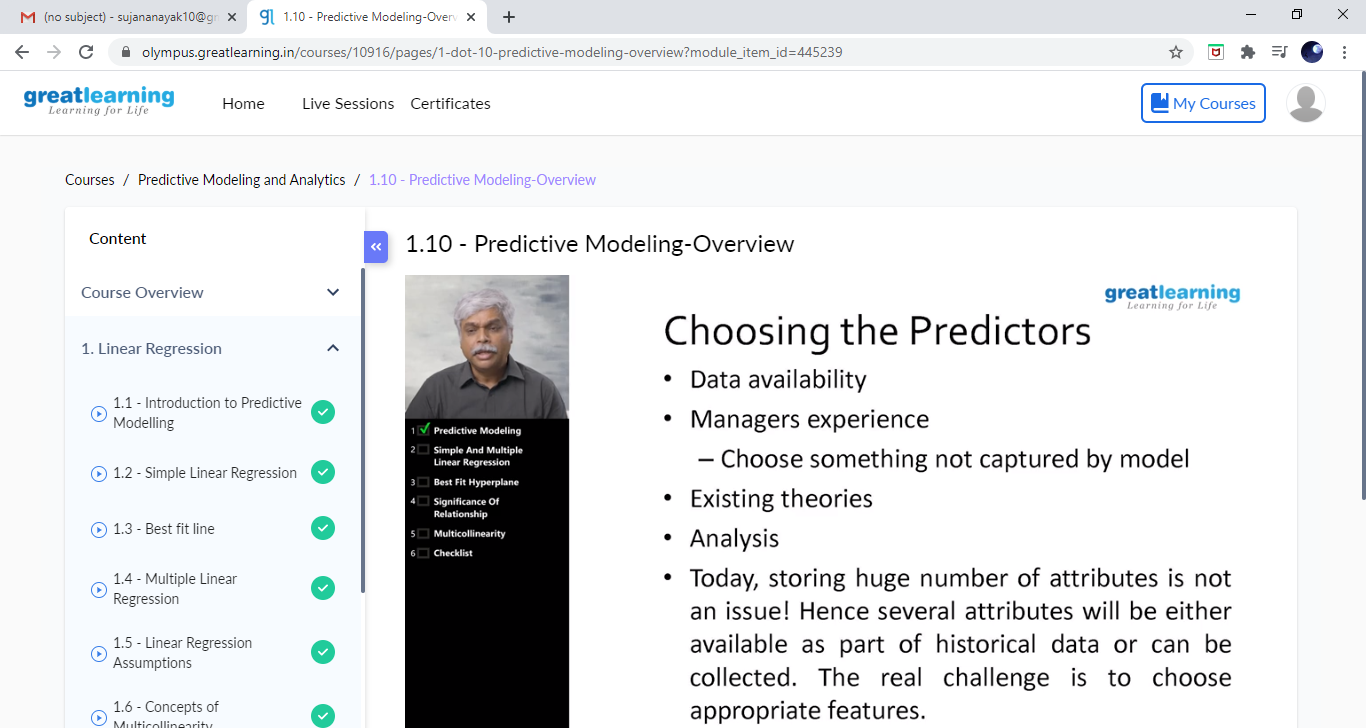 (no subject) - sujananayak10@gm
1.10 - Predictive Modeling-Overv
olympus.greatlearning.in/courses/10916/pages/1-dot-10-predictive-modeling-overview?module_item_id=445239
greatlearning
Learning for Life
Home
Live Sessions
Certificates
My Courses
Courses / Predictive Modeling and Analytics / 1.10 - Predictive Modeling-Overview
Content
Course Overview
1. Linear Regression
1.1 - Introduction to Predictive
Modelling
1.2 - Simple Linear Regression
1.3 - Best fit line
1.4 - Multiple Linear
Regression
1.5 - Linear Regression
Assumptions
1.6 - Concepts of
Multicollinearity
1.10 - Predictive Modeling-Overview
1 Predictive Modeling
2 Simple And Multiple
Linear Regression
3 Best Fit Hyperplane
4 Significance Of
Relationship
5 Multicollinearity
6 Checklist
greatlearning
Learning for Life
Choosing the Predictors
• Data availability
• Managers experience
– Choose something not captured by model
• Existing theories
• Analysis
• Today, storing huge number of attributes is not
an issue! Hence several attributes will be either
available as part of historical data or can be
collected. The real challenge is to choose
appropriate features.